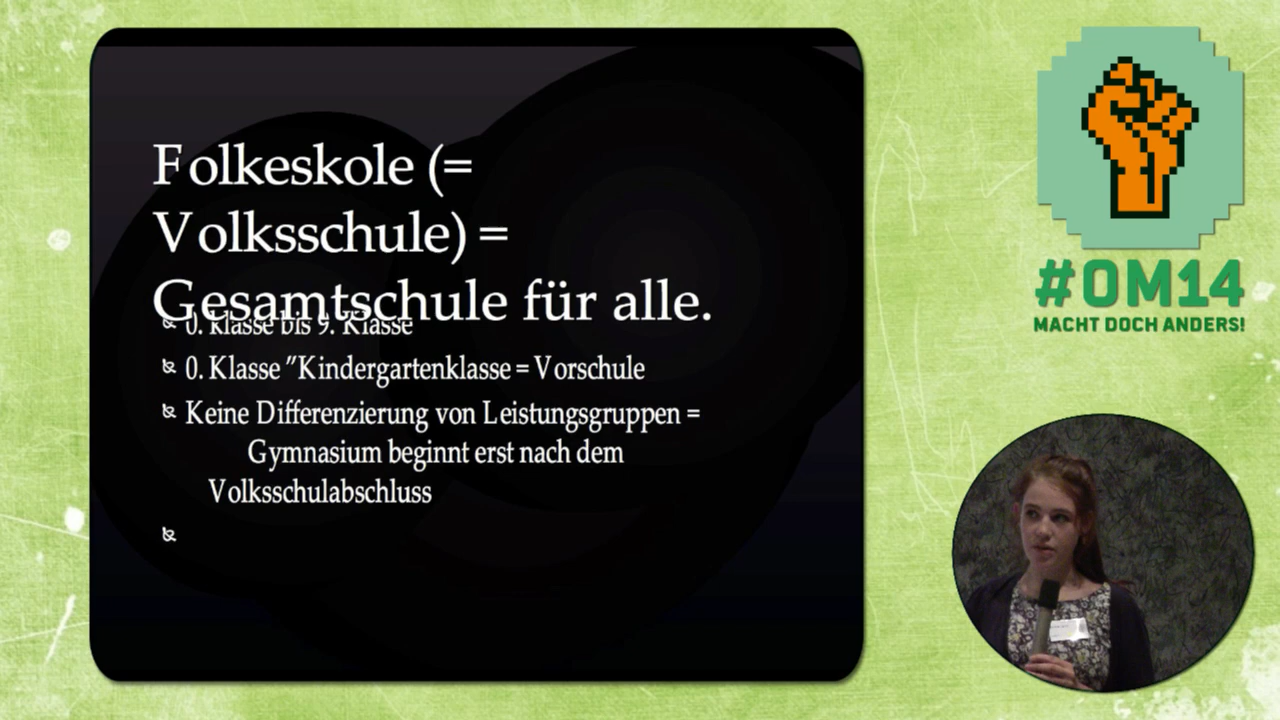 Folkeskole (=
Volksschule) =
Gesamtschule für alle.
0. klasse bis 9. Klasse
0. Klasse ”Kindergartenklasse = Vorschule
Keine Differenzierung von Leistungsgruppen =
Gymnasium beginnt erst nach dem
Volksschulabschluss
#OM14
MACHT DOCH ANDERS!